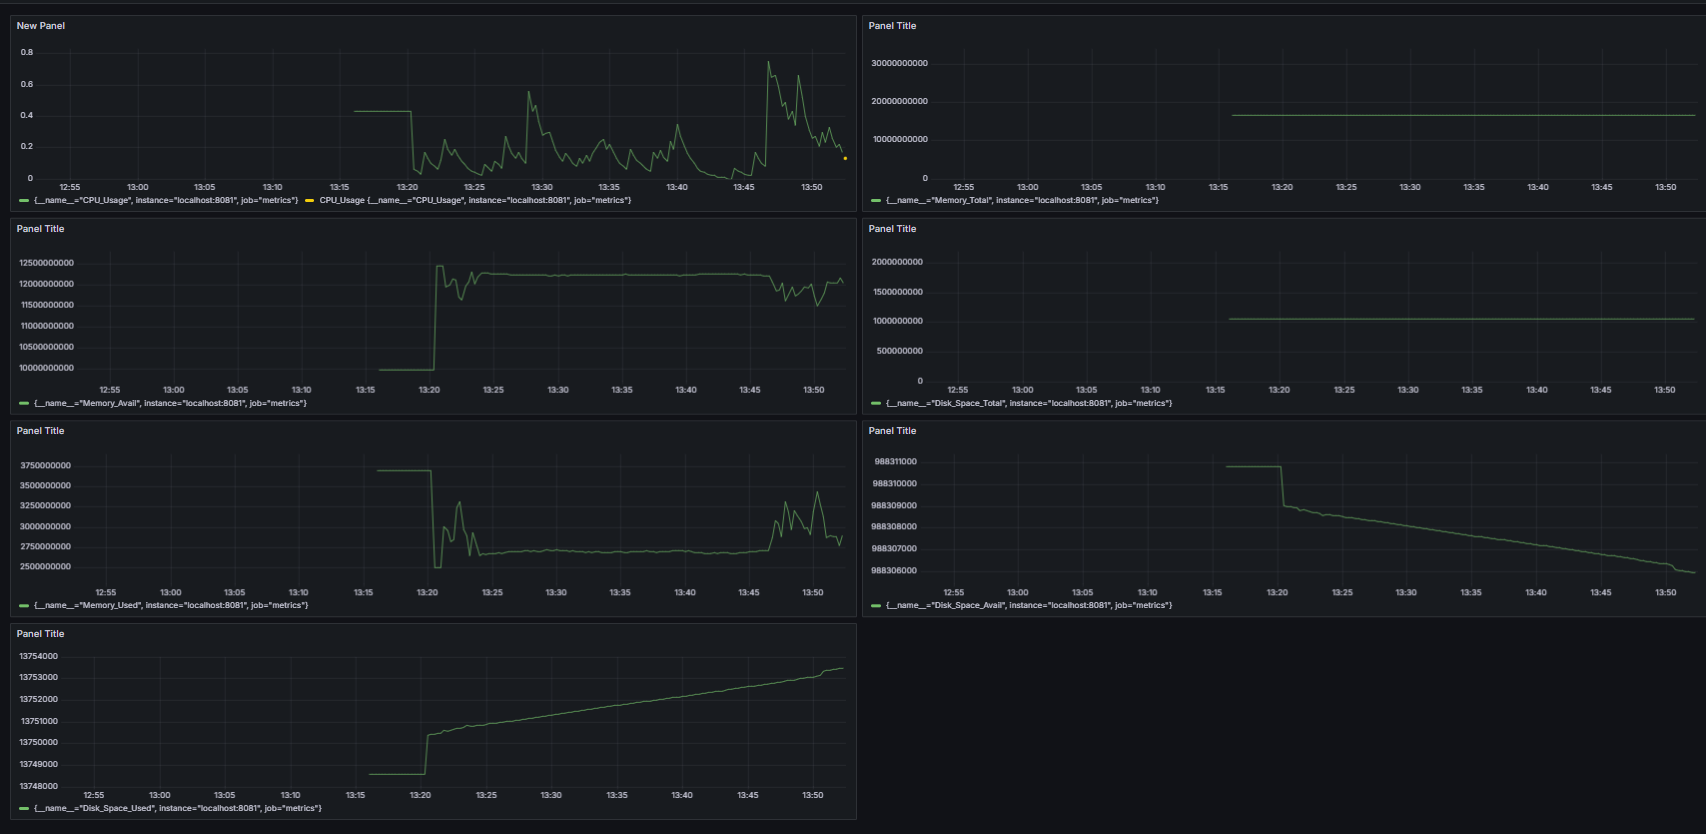 New Panel
0.8
0.6
0.4
0.2
0
12:55 13:00 13:05 13:10 13:15 13:20 13:25 13:30 13:35 13:40 13:45 13:50
{__name__="CPU_Usage", instance="localhost:8081", job="metrics"} CPU_Usage {__name__="CPU_Usage", instance="localhost:8081", job="metrics"}
Panel Title
30000000000
20000000000
10000000000
0
12:55 13:00 13:05 13:10 13:15 13:20 13:25 13:30 13:35 13:40 13:45 13:50
{__name__="Memory_Total", instance="localhost:8081", job="metrics"}
Panel Title
12500000000
12000000000
11500000000
11000000000
10500000000
10000000000
12:55 13:00 13:05 13:10 13:15 13:20 13:25 13:30 13:35 13:40 13:45 13:50
{__name__="Memory_Avail", instance="localhost:8081", job="metrics"}
Panel Title
2000000000
1500000000
1000000000
500000000
0
12:55 13:00 13:05 13:10 13:15 13:20 13:25 13:30 13:35 13:40 13:45 13:50
{__name__="Disk_Space_Total", instance="localhost:8081", job="metrics"}
Panel Title
3750000000
3500000000
3250000000
3000000000
2750000000
2500000000
12:55 13:00 13:05 13:10 13:15 13:20 13:25 13:30 13:35 13:40 13:45 13:50
{__name__="Memory_Used", instance="localhost:8081", job="metrics"}
Panel Title
988311000
988310000
988309000
988308000
988307000
988306000
12:55 13:00 13:05 13:10 13:15 13:20 13:25 13:30 13:35 13:40 13:45 13:50
{__name__="Disk_Space_Avail", instance="localhost:8081", job="metrics"}
Panel Title
13754000
13753000
13752000
13751000
13750000
13749000
13748000
12:55 13:00 13:05 13:10 13:15 13:20 13:25 13:30 13:35 13:40 13:45 13:50
{__name__="Disk_Space_Used", instance="localhost:8081", job="metrics"}